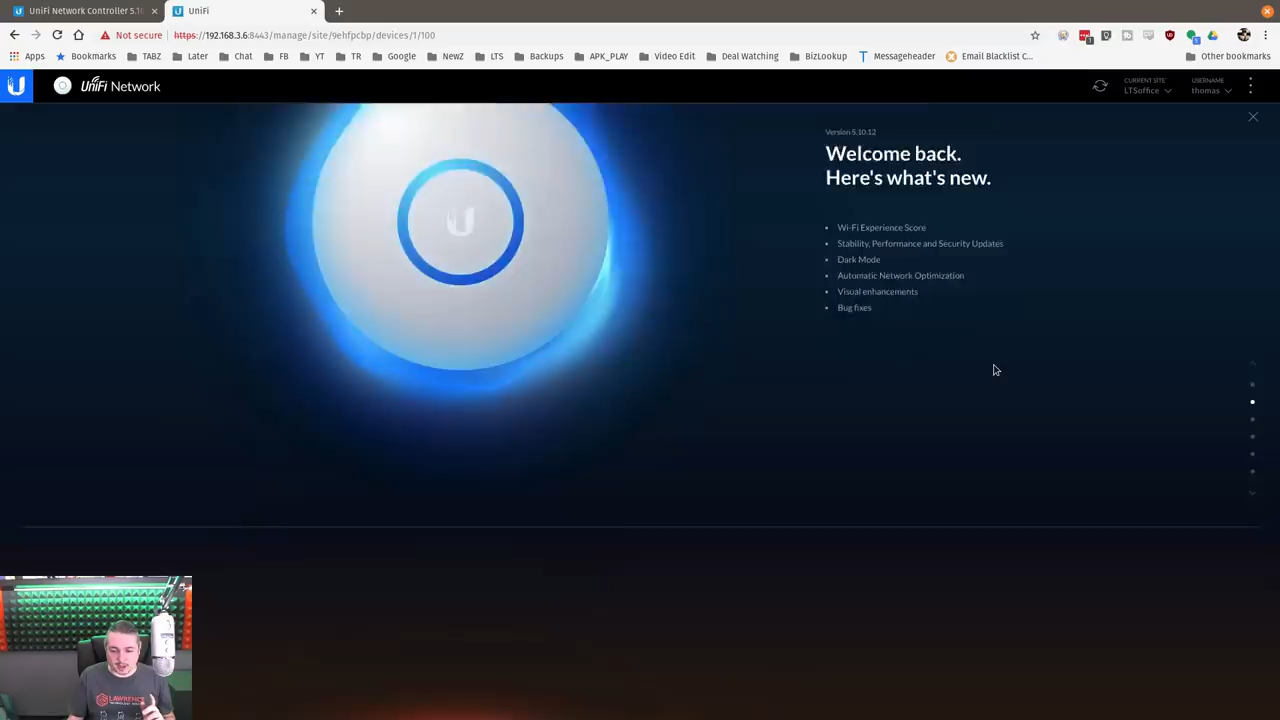 UniFi Network Controller 5.10
UniFi
Not secure
https://192.168.3.6:8443/manage/site/9ehfpcbp/devices/1/100
Apps
Bookmarks
TABZ
Later
Chat
FB
YT
TR
Google
NewZ
LTS
Backups
APK_PLAY
Video Edit
Deal Watching
BizLookup
Messageheader
Email Blacklist C...
Other bookmarks
UniFi Network
CURRENT SITE
LTSoffice
USERNAME
thomas
Version 5.10.12
Welcome back.
Here's what's new.
Wi-Fi Experience Score
Stability, Performance and Security Updates
Dark Mode
Automatic Network Optimization
Visual enhancements
Bug fixes
LAWRENCE